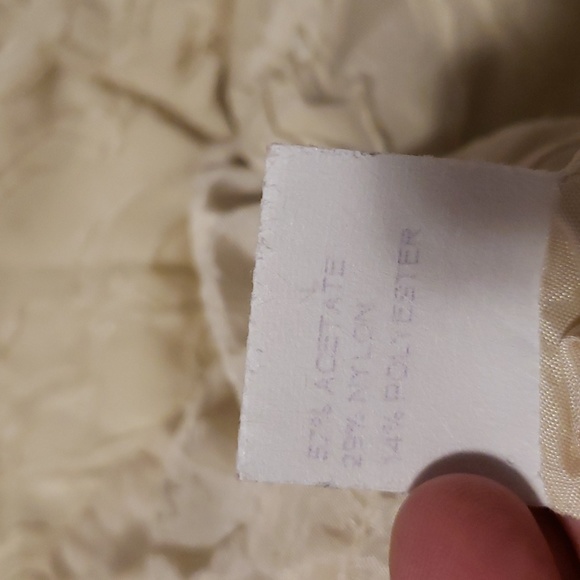 57% ACETATE
29% NYLON
14% POLYESTER